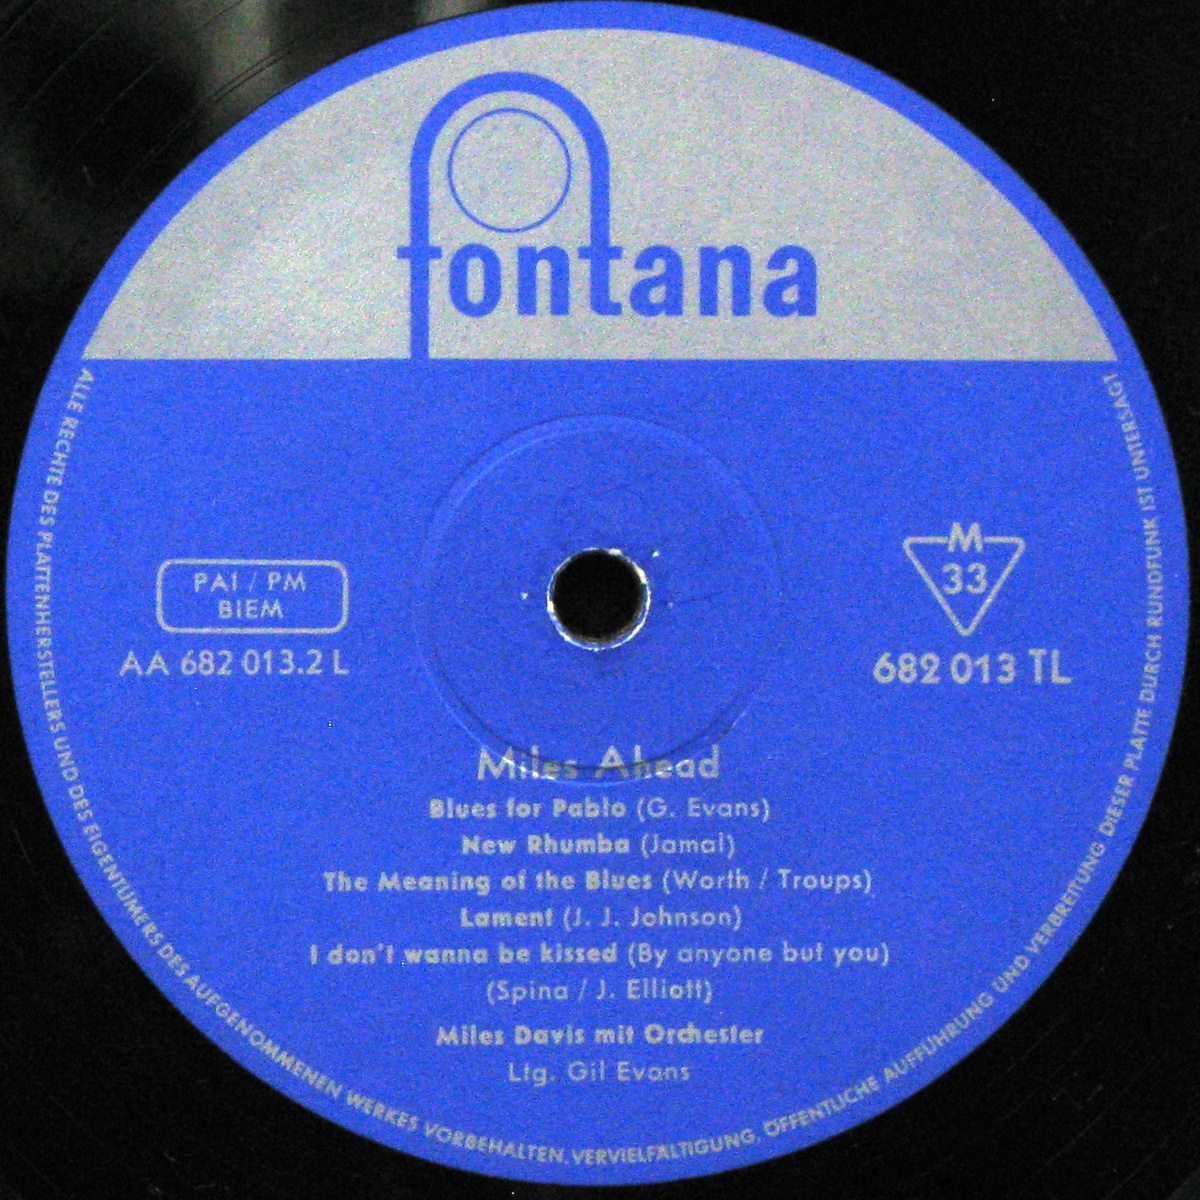 fontana
PAI / PM
BIEM
AA 682 013.2 L
M
33
682 013 TL
Miles Ahead
Blues for Pablo (G. Evans)
New Rhumba (Jamal)
The Meaning of the Blues (Worth / Troups)
Lament (J. J. Johnson)
I don't wanna be kissed (By anyone but you)
(Spina / J. Elliott)
Miles Davis mit Orchester
Ltg. Gil Evans
ALLE RECHTE DES PLATTENHERSTELLERS UND DES EIGENTÜMERS DES AUFGENOMMENEN WERKES VORBEHALTEN. VERVIELFÄLTIGUNG, ÖFFENTLICHE AUFFÜHRUNG UND VERBREITUNG DIESER PLATTE DURCH RUNDFUNK IST UNTERSAGT